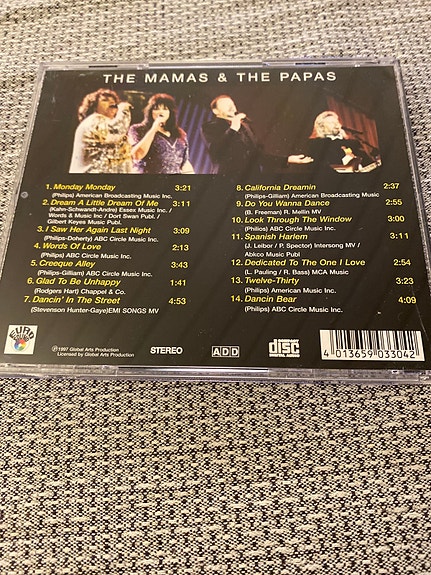 THE MAMAS & THE PAPAS
1. Monday Monday 3:21
(Philips) American Broadcasting Music Inc.
2. Dream A Little Dream Of Me 3:11
(Kahn-Schwandt-Andre) Essex Music Inc. /
Words & Music Inc / Dort Swan Publ. /
Gilbert Keyes Music Publ.
3. I Saw Her Again Last Night 3:09
(Philips-Doherty) ABC Circle Music Inc.
4. Words Of Love 2:13
(Philips) ABC Circle Music Inc.
5. Creeque Alley 3:43
(Philips-Gilliam) ABC Circle Music Inc.
6. Glad To Be Unhappy 1:41
(Rodgers Hart) Chappel & Co.
7. Dancin' In The Street 4:53
(Stevenson Hunter-Gaye)EMI SONGS MV
8. California Dreamin 2:37
(Philips-Gilliam) American Broadcasting Music
9. Do You Wanna Dance 2:55
(B. Freeman) R. Mellin MV
10. Look Through The Window 3:00
(Philios) ABC Circle Music Inc.
11. Spanish Harlem 3:11
(J. Leibor / P. Spector) Intersong MV /
Abkco Music Publ
12. Dedicated To The One I Love 2:54
(L. Pauling / R. Bass) MCA Music
13. Twelve-Thirty 3:23
(Philips) American Music Inc.
14. Dancin Bear 4:09
(Philips) ABC Circle Music Inc.
EURO
℗ 1997 Global Arts Production
Licensed by Global Arts Production
STEREO
ADD
COMPACT
disc
DIGITAL AUDIO
4 013659 033042